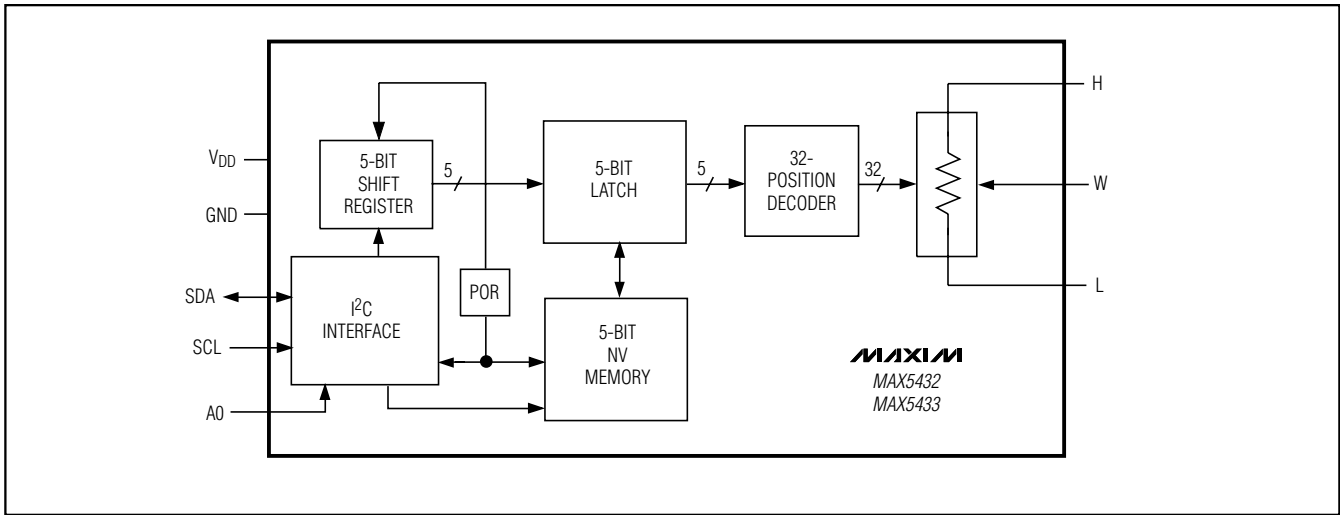 H
V_DD
5-BIT
SHIFT
REGISTER
5
5-BIT
LATCH
5
32-
POSITION
DECODER
32
W
GND
L
SDA
I²C
INTERFACE
POR
5-BIT
NV
MEMORY
SCL
MAXIM
MAX5432
MAX5433
A0